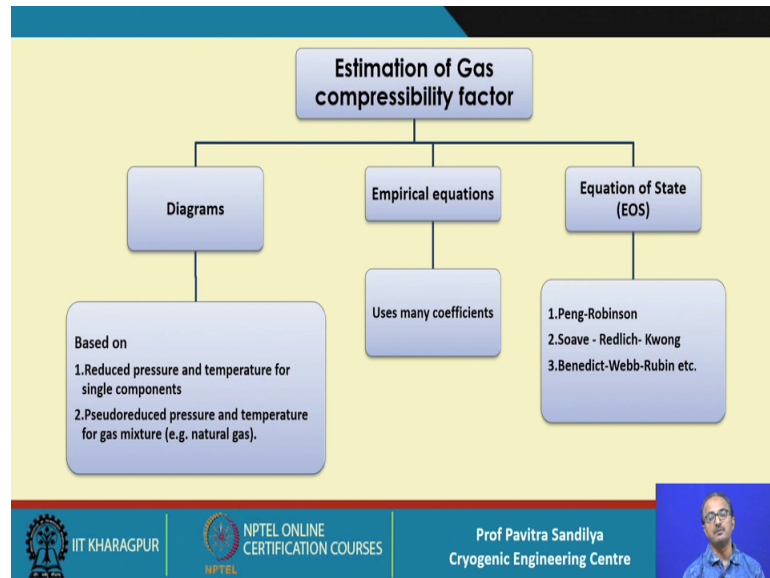 Estimation of Gas
compressibility factor
Diagrams
Empirical equations
Equation of State
(EOS)
Based on
1.Reduced pressure and temperature for
single components
2.Pseudoreduced pressure and temperature
for gas mixture (e.g. natural gas).
Uses many coefficients
1.Peng-Robinson
2.Soave - Redlich- Kwong
3.Benedict-Webb-Rubin etc.
IIT KHARAGPUR
NPTEL
NPTEL ONLINE
CERTIFICATION COURSES
Prof Pavitra Sandilya
Cryogenic Engineering Centre